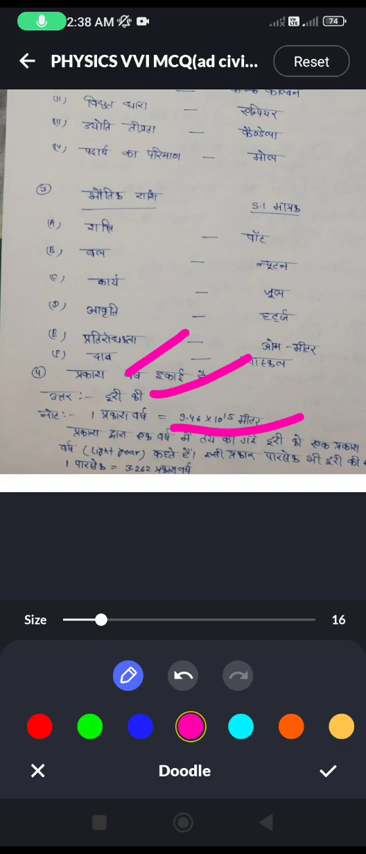 2:38 AM
74
PHYSICS VVI MCQ(ad civi...
Reset
(ii) विद्युत धारा — एम्पियर
(iii) ज्योति तीव्रता — कैण्डेला
(iv) पदार्थ का परिमाण — मोल
③ भौतिक राशि S.I मात्रक
(A) शक्ति — वॉट
(B) बल — न्यूटन
(C) कार्य — जूल
(D) आवृति — हर्ट्ज
(E) प्रतिरोधकता — ओम-मीटर
(F) दाब — पास्कल
④ प्रकाश वर्ष इकाई है
उत्तर :- दूरी की
नोट:- 1 प्रकाश वर्ष = 9.46 × 10¹⁵ मीटर
प्रकाश द्वारा एक वर्ष में तय की गई दूरी को एक प्रकाश
वर्ष (Light year) कहते हैं। इसी प्रकार पारसेक भी दूरी की
1 पारसेक = 3.262 प्रकाशवर्ष
Size
16
Doodle